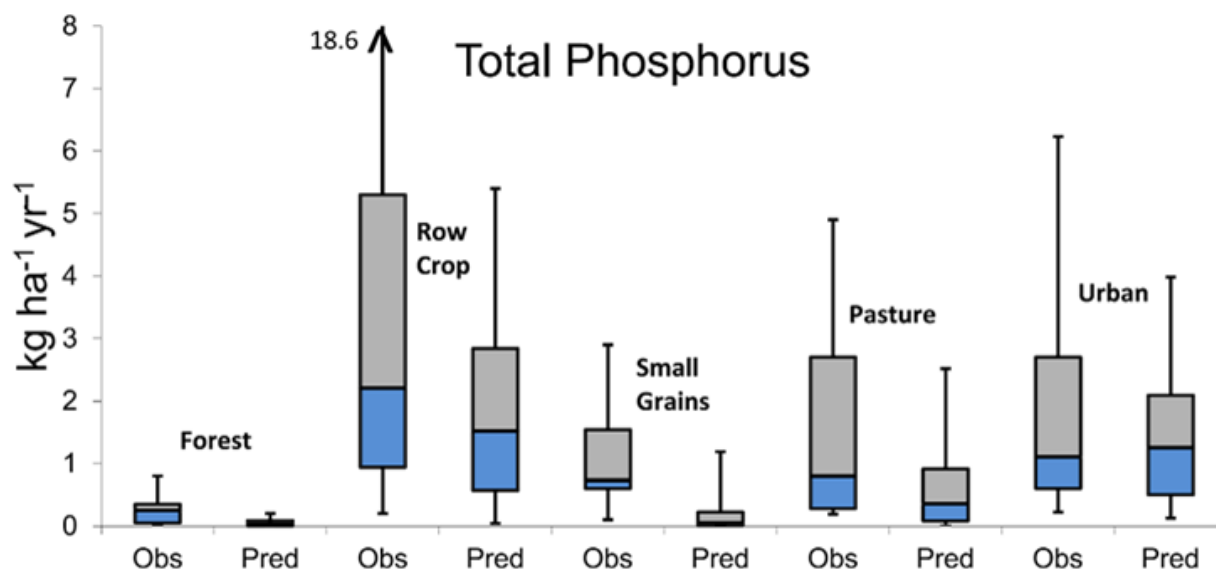 Total Phosphorus
kg ha⁻¹ yr⁻¹
8
7
6
5
4
3
2
1
0
18.6
Forest
Row
Crop
Small
Grains
Pasture
Urban
Obs Pred Obs Pred Obs Pred Obs Pred Obs Pred